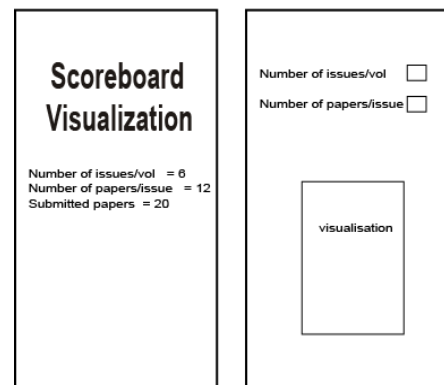 Scoreboard
Visualization
Number of issues/vol = 6
Number of papers/issue = 12
Submitted papers = 20
Number of issues/vol
Number of papers/issue
visualisation